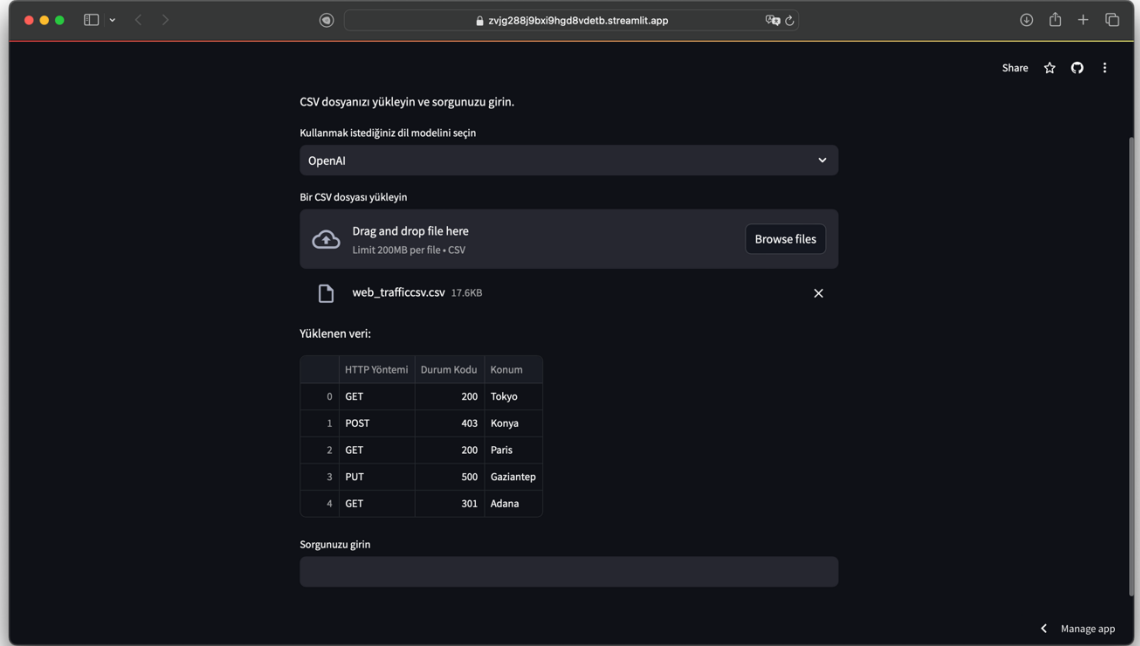 zvjg288j9bxi9hgd8vdetb.streamlit.app
Share
CSV dosyanızı yükleyin ve sorgunuzu girin.
Kullanmak istediğiniz dil modelini seçin
OpenAI
Bir CSV dosyası yükleyin
Drag and drop file here
Limit 200MB per file • CSV
Browse files
web_trafficcsv.csv 17.6KB
Yüklenen veri:
HTTP Yöntemi Durum Kodu Konum
0 GET 200 Tokyo
1 POST 403 Konya
2 GET 200 Paris
3 PUT 500 Gaziantep
4 GET 301 Adana
Sorgunuzu girin
Manage app